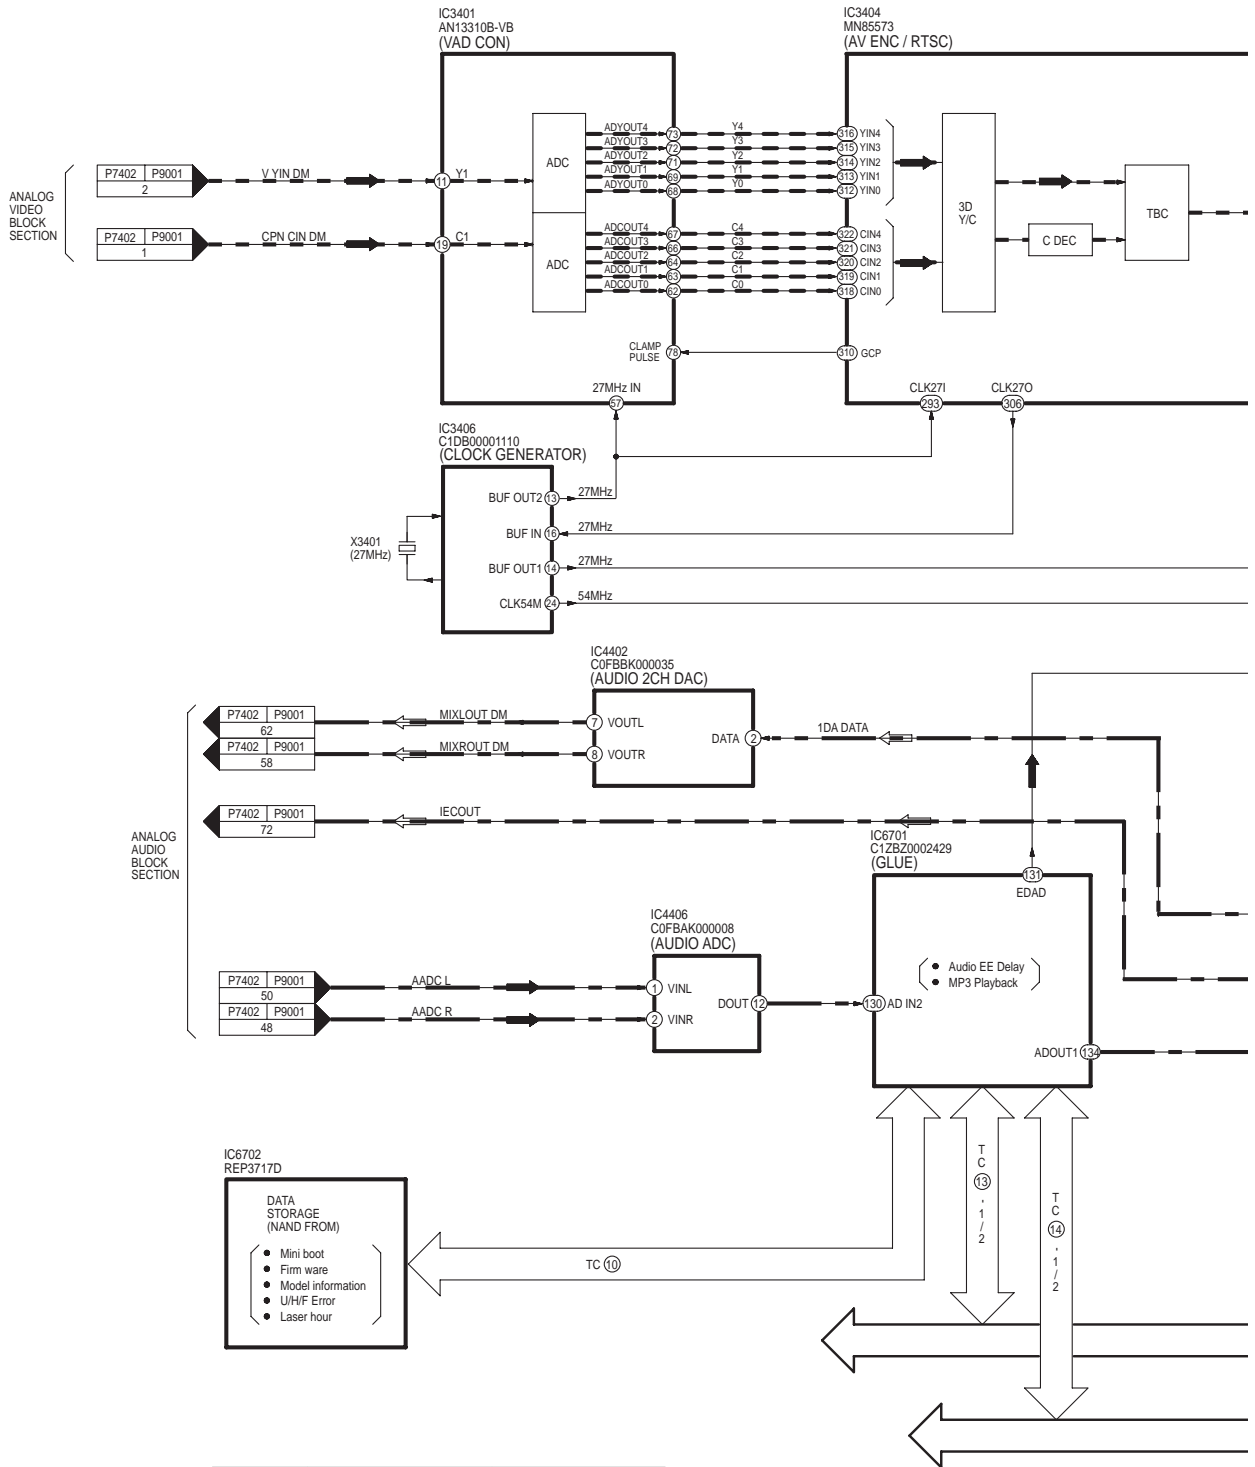 IC3401
AN13310B-VB
(VAD CON)
IC3404
MN85573
(AV ENC / RTSC)
ANALOG
VIDEO
BLOCK
SECTION
P7402 P9001
2
V YIN DM
11 Y1
P7402 P9001
1
CPN CIN DM
19 C1
ADC
ADC
ADYOUT4 73 Y4 316 YIN4
ADYOUT3 72 Y3 315 YIN3
ADYOUT2 71 Y2 314 YIN2
ADYOUT1 69 Y1 313 YIN1
ADYOUT0 68 Y0 312 YIN0
ADCOUT4 67 C4 322 CIN4
ADCOUT3 66 C3 321 CIN3
ADCOUT2 64 C2 320 CIN2
ADCOUT1 63 C1 319 CIN1
ADCOUT0 62 C0 318 CIN0
3D
Y/C
C DEC
TBC
CLAMP
PULSE
78
310 GCP
27MHz IN
57
CLK27I
293
CLK27O
306
IC3406
C1DB00001110
(CLOCK GENERATOR)
BUF OUT2 13 27MHz
BUF IN 16 27MHz
BUF OUT1 14 27MHz
CLK54M 24 54MHz
X3401
(27MHz)
IC4402
C0FBBK000035
(AUDIO 2CH DAC)
P7402 P9001
62
MIXLOUT DM
7 VOUTL
P7402 P9001
58
MIXROUT DM
8 VOUTR
DATA 2
1DA DATA
P7402 P9001
72
IECOUT
ANALOG
AUDIO
BLOCK
SECTION
IC6701
C1ZBZ0002429
(GLUE)
131
EDAD
IC4406
C0FBAK000008
(AUDIO ADC)
P7402 P9001
50
AADC L
1 VINL
P7402 P9001
48
AADC R
2 VINR
DOUT 12
130 AD IN2
● Audio EE Delay
● MP3 Playback
ADOUT1 134
IC6702
REP3717D
DATA
STORAGE
(NAND FROM)
● Mini boot
● Firm ware
● Model information
● U/H/F Error
● Laser hour
TC 10
TC 13 - 1/2
TC 14 - 1/2